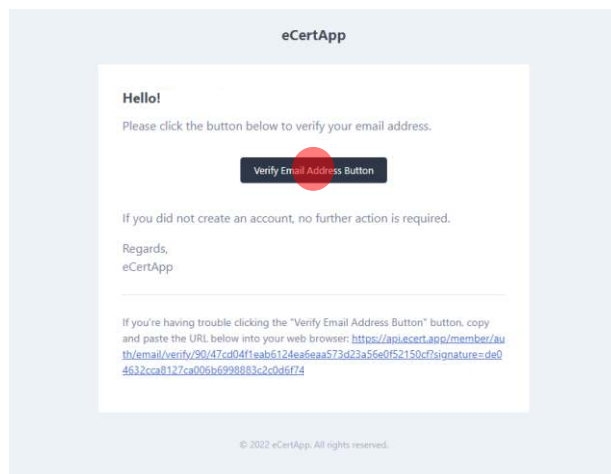 eCertApp
Hello!
Please click the button below to verify your email address.
Verify Email Address Button
If you did not create an account, no further action is required.
Regards,
eCertApp
If you're having trouble clicking the "Verify Email Address Button" button, copy
and paste the URL below into your web browser: https://api.ecert.app/member/au
th/email/verify/90/47cd04f1eab6124ea6eaa573d23a56e0f52150cf?signature=de0
4632cca8127ca006b6998883c2c0d6f74
© 2022 eCertApp. All rights reserved.